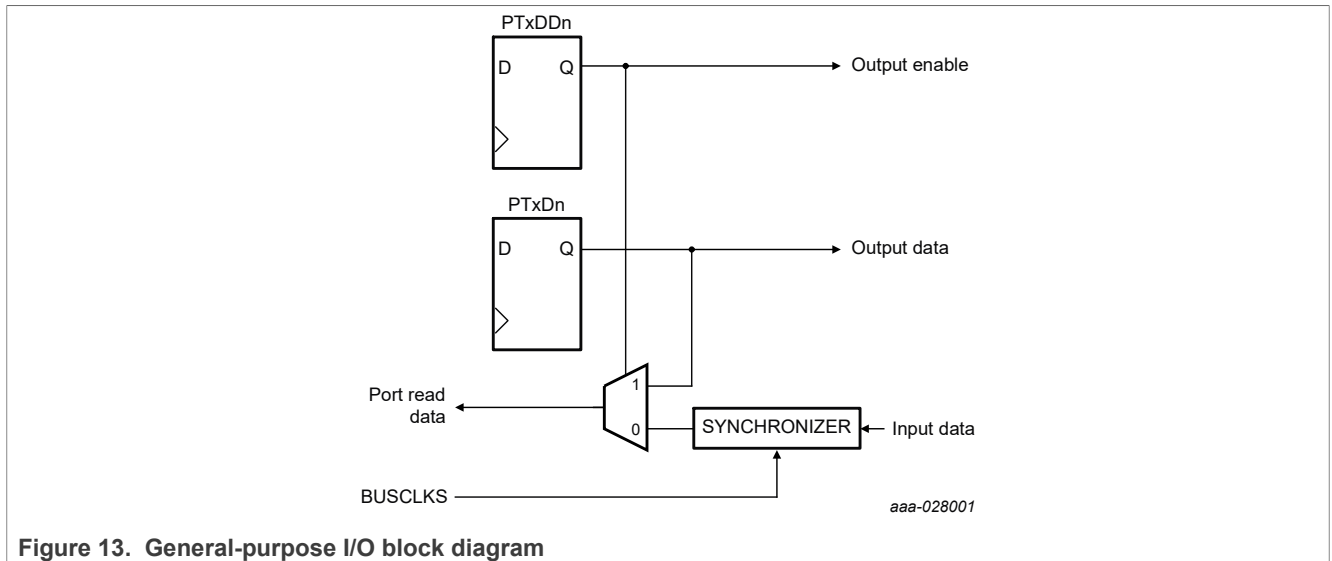 PTxDDn
D Q
Output enable
PTxDn
D Q
Output data
1
Port read
data
0
SYNCHRONIZER
Input data
BUSCLKS
aaa-028001
Figure 13. General-purpose I/O block diagram